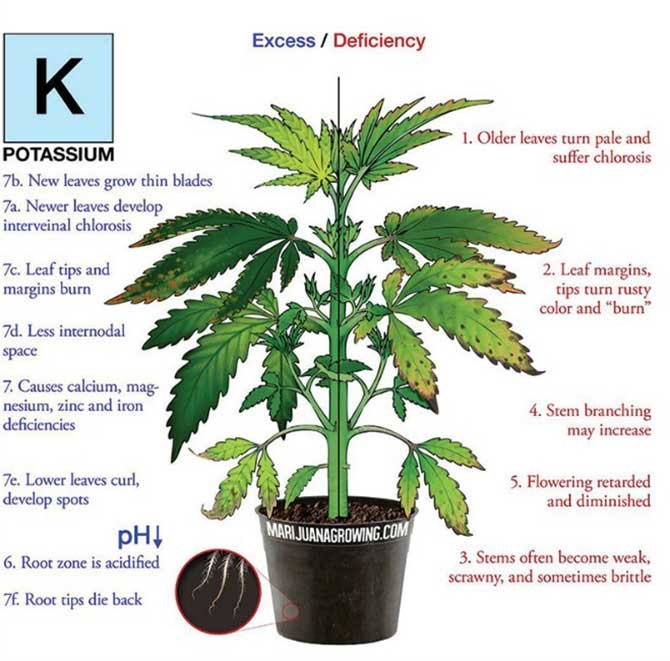 Excess / Deficiency
K
POTASSIUM
7b. New leaves grow thin blades
7a. Newer leaves develop
interveinal chlorosis
7c. Leaf tips and
margins burn
7d. Less internodal
space
7. Causes calcium, mag-
nesium, zinc and iron
deficiencies
7e. Lower leaves curl,
develop spots
pH↓
6. Root zone is acidified
7f. Root tips die back
1. Older leaves turn pale and
suffer chlorosis
2. Leaf margins,
tips turn rusty
color and “burn”
4. Stem branching
may increase
5. Flowering retarded
and diminished
3. Stems often become weak,
scrawny, and sometimes brittle
MARIJUANAGROWING.COM